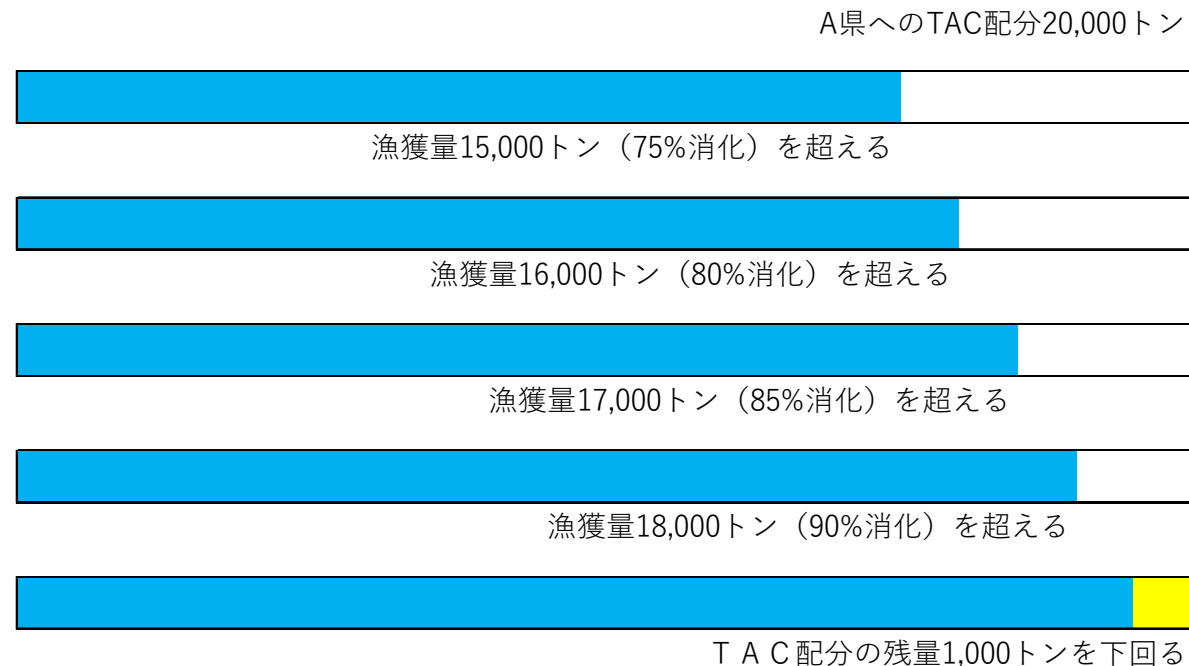 A県へのTAC配分20,000トン
漁獲量15,000トン（75%消化）を超える
漁獲量16,000トン（80%消化）を超える
漁獲量17,000トン（85%消化）を超える
漁獲量18,000トン（90%消化）を超える
ＴＡＣ配分の残量1,000トンを下回る